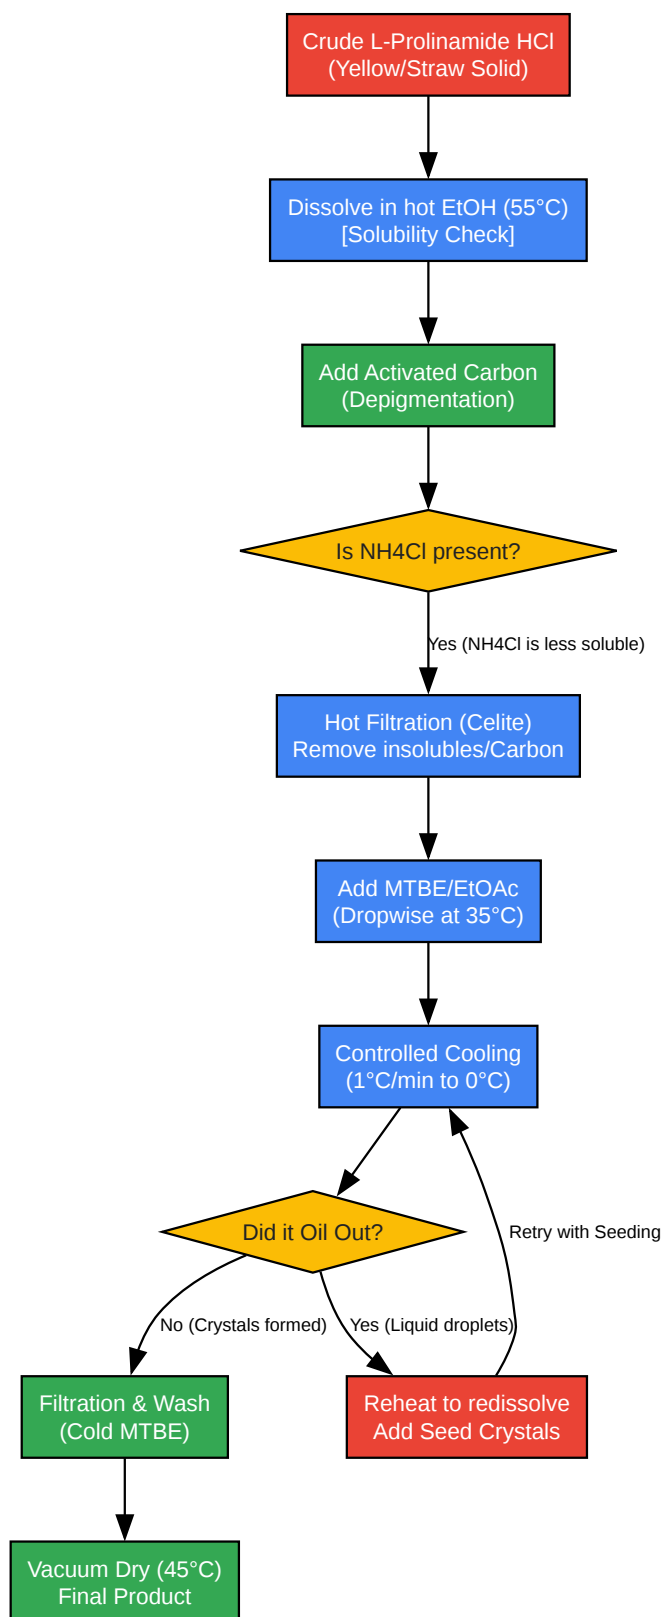 Crude L-Prolinamide HCl
(Yellow/Straw Solid)
Dissolve in hot EtOH (55°C)
[Solubility Check]
Add Activated Carbon
(Depigmentation)
Is NH4Cl present?
Yes (NH4Cl is less soluble)
Hot Filtration (Celite)
Remove insolubles/Carbon
Add MTBE/EtOAc
(Dropwise at 35°C)
Controlled Cooling
(1°C/min to 0°C)
Did it Oil Out?
Retry with Seeding
No (Crystals formed)
Yes (Liquid droplets)
Filtration & Wash
(Cold MTBE)
Reheat to redissolve
Add Seed Crystals
Vacuum Dry (45°C)
Final Product